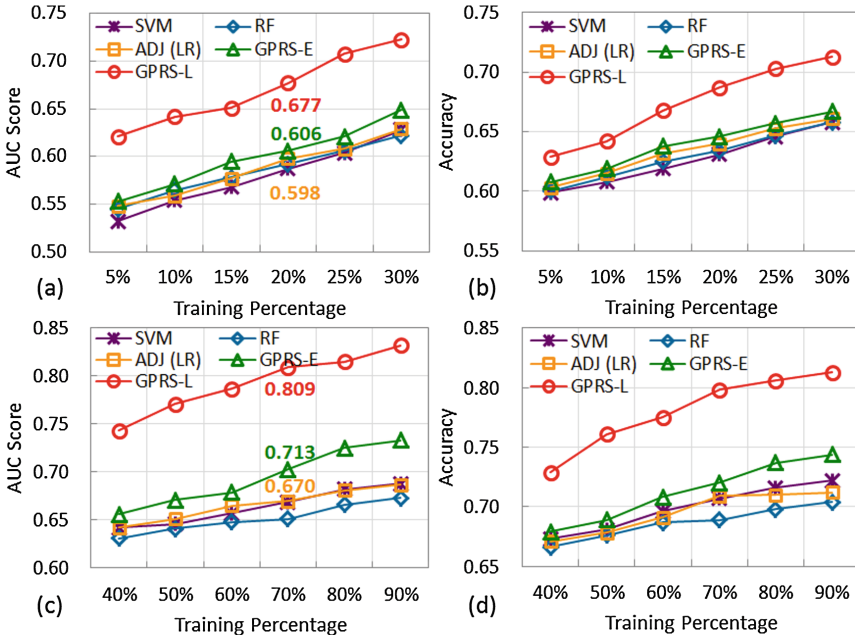 0.75
0.70
0.65
0.60
0.55
0.50
AUC Score
SVM
RF
ADJ (LR)
GPRS-E
GPRS-L
0.677
0.606
0.598
5% 10% 15% 20% 25% 30%
(a)
Training Percentage
0.75
0.70
0.65
0.60
0.55
Accuracy
SVM
RF
ADJ (LR)
GPRS-E
GPRS-L
5% 10% 15% 20% 25% 30%
(b)
Training Percentage
0.85
0.80
0.75
0.70
0.65
0.60
AUC Score
SVM
RF
ADJ (LR)
GPRS-E
GPRS-L
0.809
0.713
0.670
40% 50% 60% 70% 80% 90%
(c)
Training Percentage
0.85
0.80
0.75
0.70
0.65
Accuracy
SVM
RF
ADJ (LR)
GPRS-E
GPRS-L
40% 50% 60% 70% 80% 90%
(d)
Training Percentage